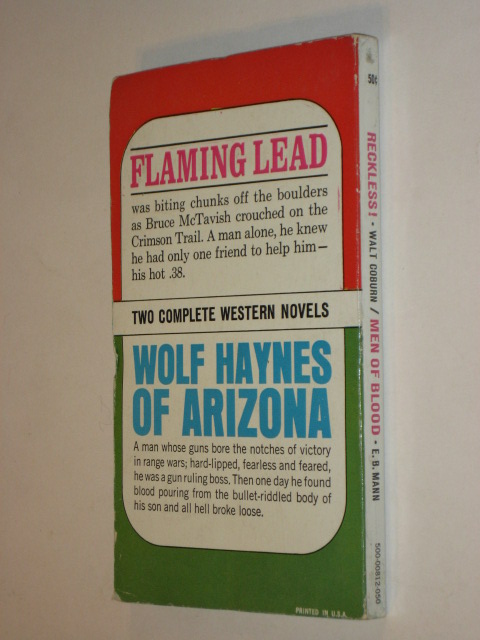 FLAMING LEAD
was biting chunks off the boulders
as Bruce McTavish crouched on the
Crimson Trail. A man alone, he knew
he had only one friend to help him—
his hot .38.
TWO COMPLETE WESTERN NOVELS
WOLF HAYNES
OF ARIZONA
A man whose guns bore the notches of victory
in range wars; hard-lipped, fearless and feared,
he was a gun ruling boss. Then one day he found
blood pouring from the bullet-riddled body of
his son and all hell broke loose.
PRINTED IN U.S.A.
50¢
RECKLESS! • WALT COBURN / MEN OF BLOOD • E. B. MANN
500-00812-050